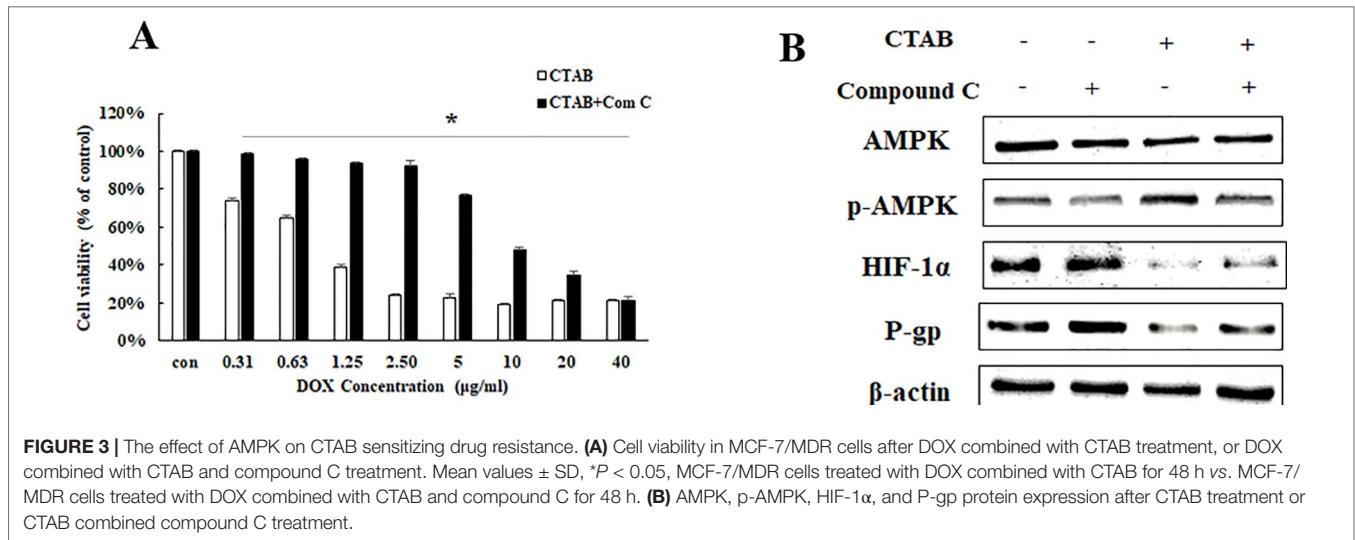 A
CTAB
CTAB+Com C
120%
100%
80%
60%
40%
20%
0%
Cell viability (% of control)
*
con 0.31 0.63 1.25 2.50 5 10 20 40
DOX Concentration (µg/ml)
B
CTAB - - + +
Compound C - + - +
AMPK
p-AMPK
HIF-1α
P-gp
β-actin
FIGURE 3 | The effect of AMPK on CTAB sensitizing drug resistance. (A) Cell viability in MCF-7/MDR cells after DOX combined with CTAB treatment, or DOX
combined with CTAB and compound C treatment. Mean values ± SD, *P < 0.05, MCF-7/MDR cells treated with DOX combined with CTAB for 48 h vs. MCF-7/
MDR cells treated with DOX combined with CTAB and compound C for 48 h. (B) AMPK, p-AMPK, HIF-1α, and P-gp protein expression after CTAB treatment or
CTAB combined compound C treatment.